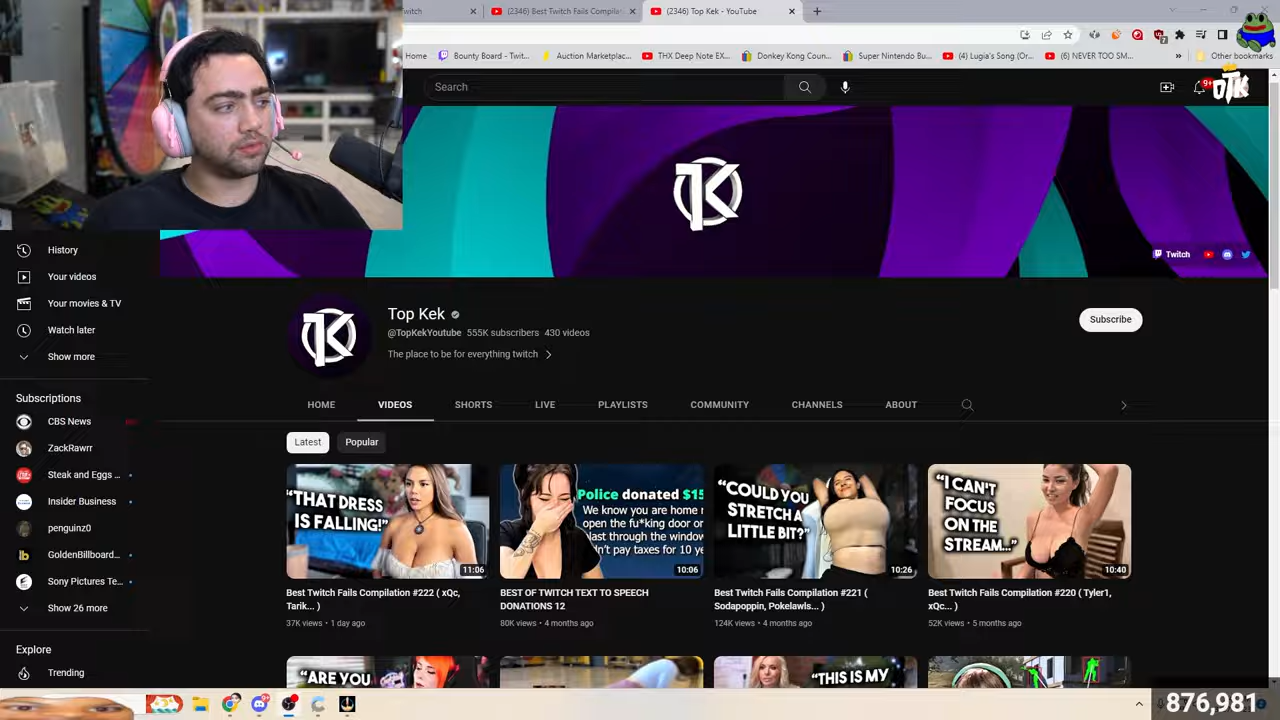 witch
(2346) Best Twitch Fails Compilat
(2346) Top Kek - YouTube
Home
Bounty Board - Twit...
Auction Marketplac...
THX Deep Note EX...
Donkey Kong Coun...
Super Nintendo Bu...
(4) Lugia's Song (Or...
(6) NEVER TOO SM...
Other bookmarks
Search
9+
OTK
TK
Twitch
History
Your videos
Your movies & TV
Watch later
Show more
Subscriptions
CBS News
ZackRawrr
Steak and Eggs ...
Insider Business
penguinz0
GoldenBillboard...
Sony Pictures Te...
Show 26 more
Explore
Trending
TK
Top Kek
@TopKekYoutube 555K subscribers 430 videos
The place to be for everything twitch
Subscribe
HOME
VIDEOS
SHORTS
LIVE
PLAYLISTS
COMMUNITY
CHANNELS
ABOUT
Latest
Popular
"THAT DRESS
IS FALLING!"
11:06
Best Twitch Fails Compilation #222 ( xQc,
Tarik... )
37K views • 1 day ago
Police donated $15
We know you are home r
open the fu*king door or
last through the window
n't pay taxes for 10 ye
10:06
BEST OF TWITCH TEXT TO SPEECH
DONATIONS 12
80K views • 4 months ago
"COULD YOU
STRETCH A
LITTLE BIT?"
10:26
Best Twitch Fails Compilation #221 (
Sodapoppin, Pokelawls... )
124K views • 4 months ago
"I CAN'T
FOCUS
ON THE
STREAM..."
10:40
Best Twitch Fails Compilation #220 ( Tyler1,
xQc... )
52K views • 5 months ago
"ARE YOU
"THIS IS MY
876,981